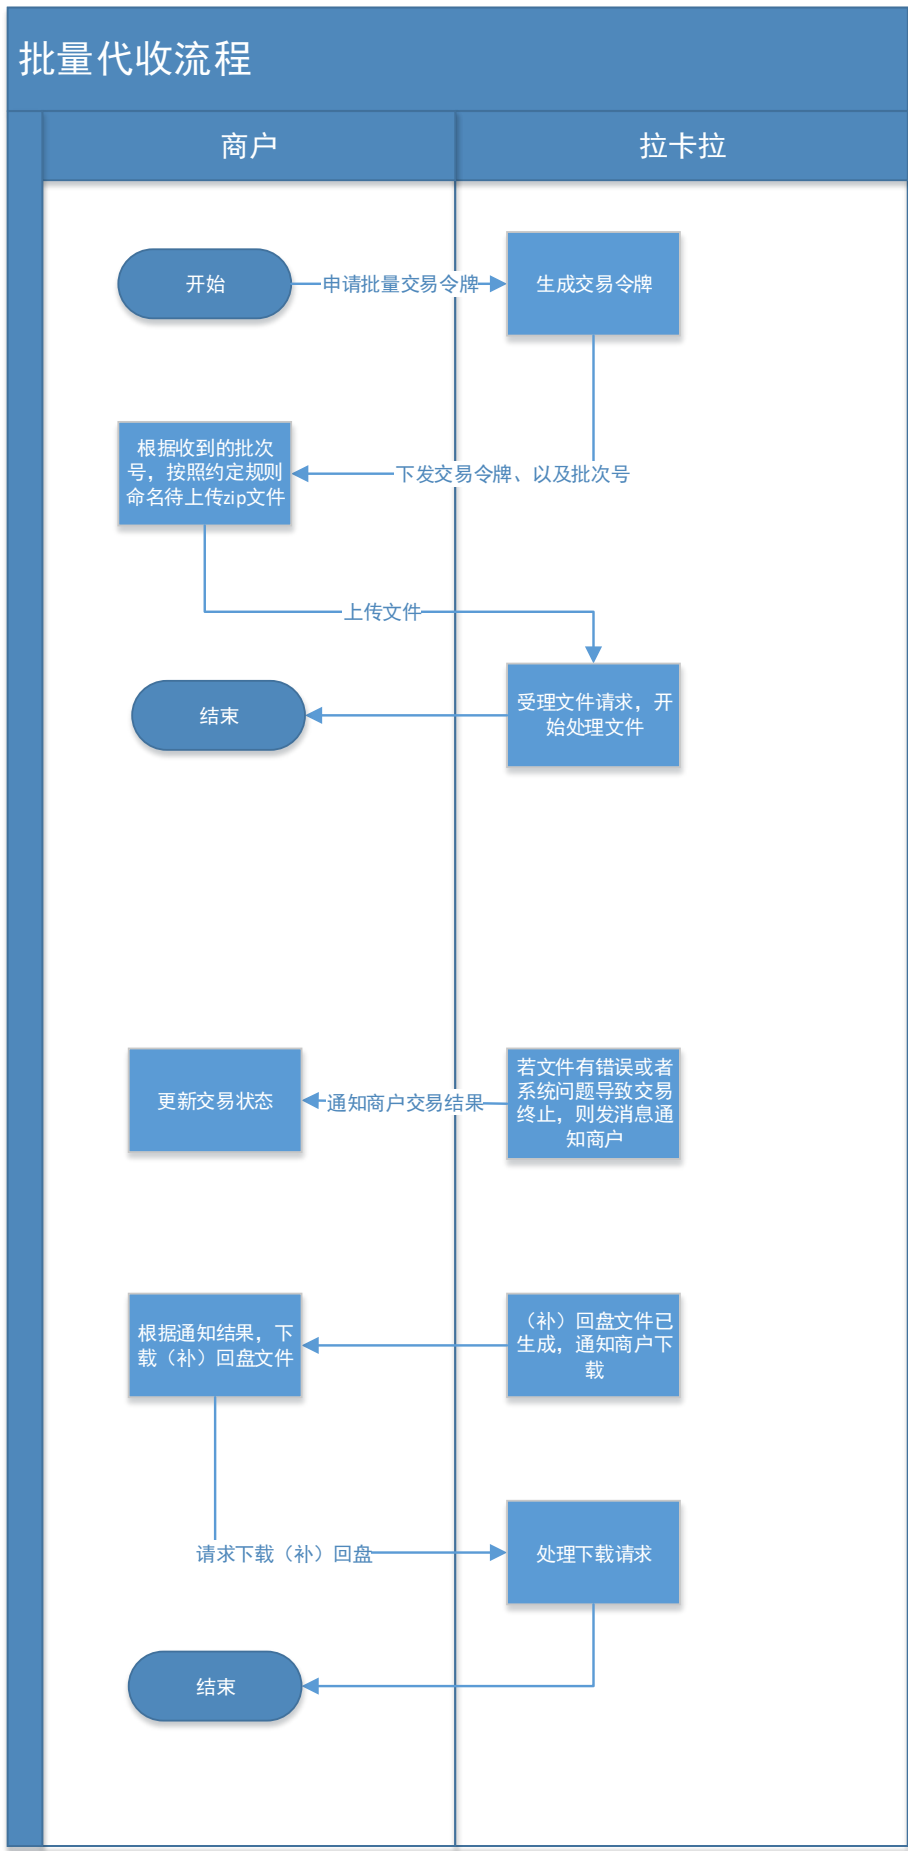 批量代收流程
商户
拉卡拉
开始
申请批量交易令牌
生成交易令牌
根据收到的批次
号，按照约定规则
命名待上传zip文件
下发交易令牌、以及批次号
上传文件
结束
受理文件请求，开
始处理文件
更新交易状态
通知商户交易结果
若文件有错误或者
系统问题导致交易
终止，则发消息通
知商户
根据通知结果，下
载（补）回盘文件
（补）回盘文件已
生成，通知商户下
载
请求下载（补）回盘
处理下载请求
结束